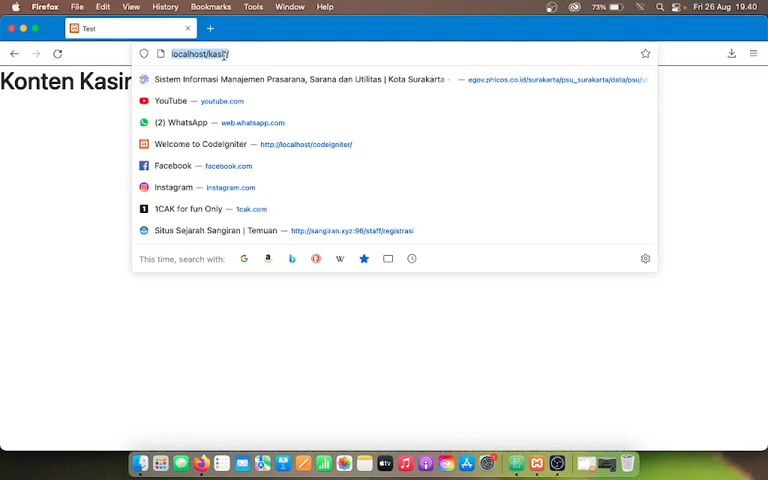 Firefox File Edit View History Bookmarks Tools Window Help 73% Fri 26 Aug 19.40
Test
localhost/kasir/
Konten Kasir
Sistem Informasi Manajemen Prasarana, Sarana dan Utilitas | Kota Surakarta - — egov.phicos.co.id/surakarta/psu_surakarta/data/psu/
YouTube — youtube.com
(2) WhatsApp — web.whatsapp.com
Welcome to CodeIgniter — http://localhost/codeigniter/
Facebook — facebook.com
Instagram — instagram.com
1 1CAK for fun Only — 1cak.com
Situs Sejarah Sangiran | Temuan — http://sangiran.xyz:96/staff/registrasi
This time, search with: